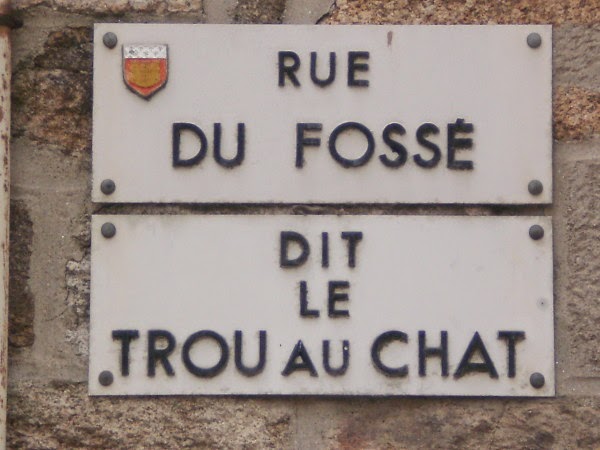 RUE
DU FOSSÉ
DIT
LE
TROU AU CHAT